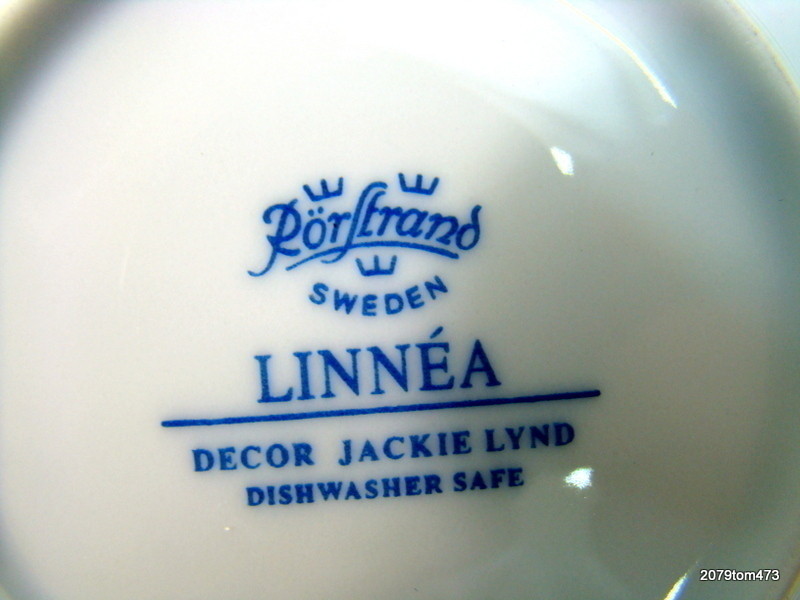 Rörstrand
SWEDEN
LINNÉA
DECOR JACKIE LYND
DISHWASHER SAFE
2079tom473